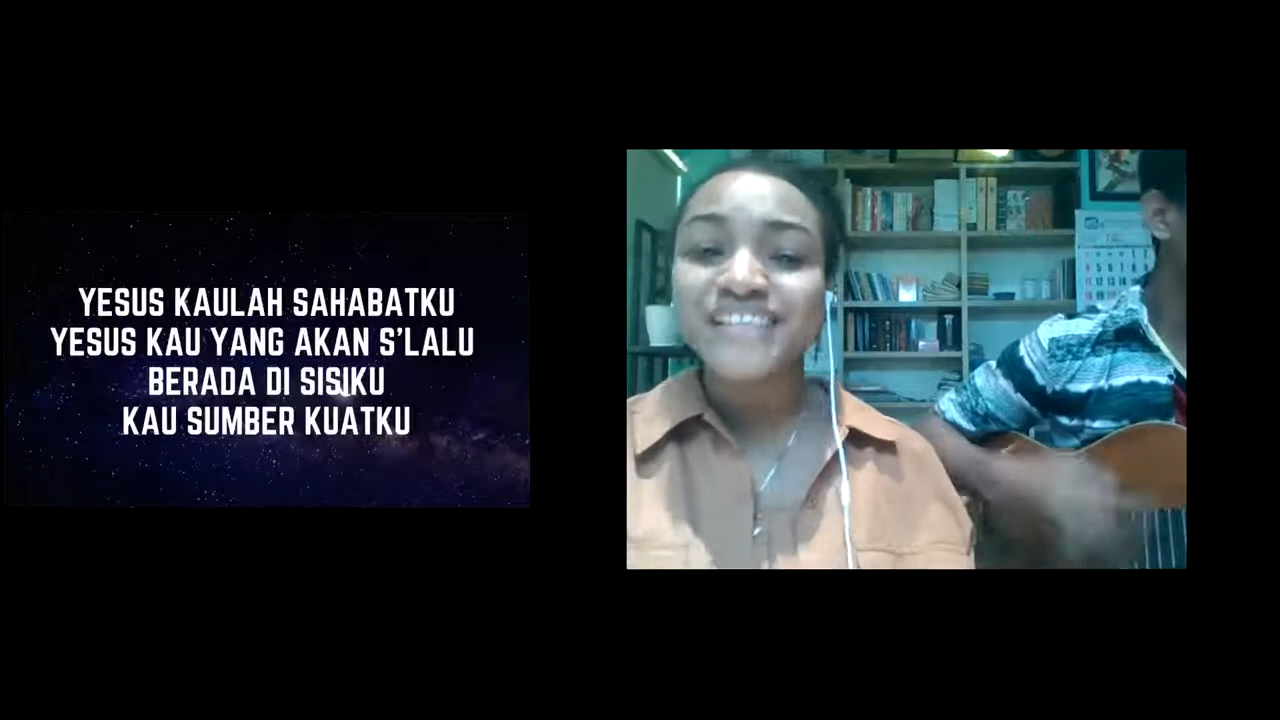 YESUS KAULAH SAHABATKU
YESUS KAU YANG AKAN S'LALU
BERADA DI SISIKU
KAU SUMBER KUATKU